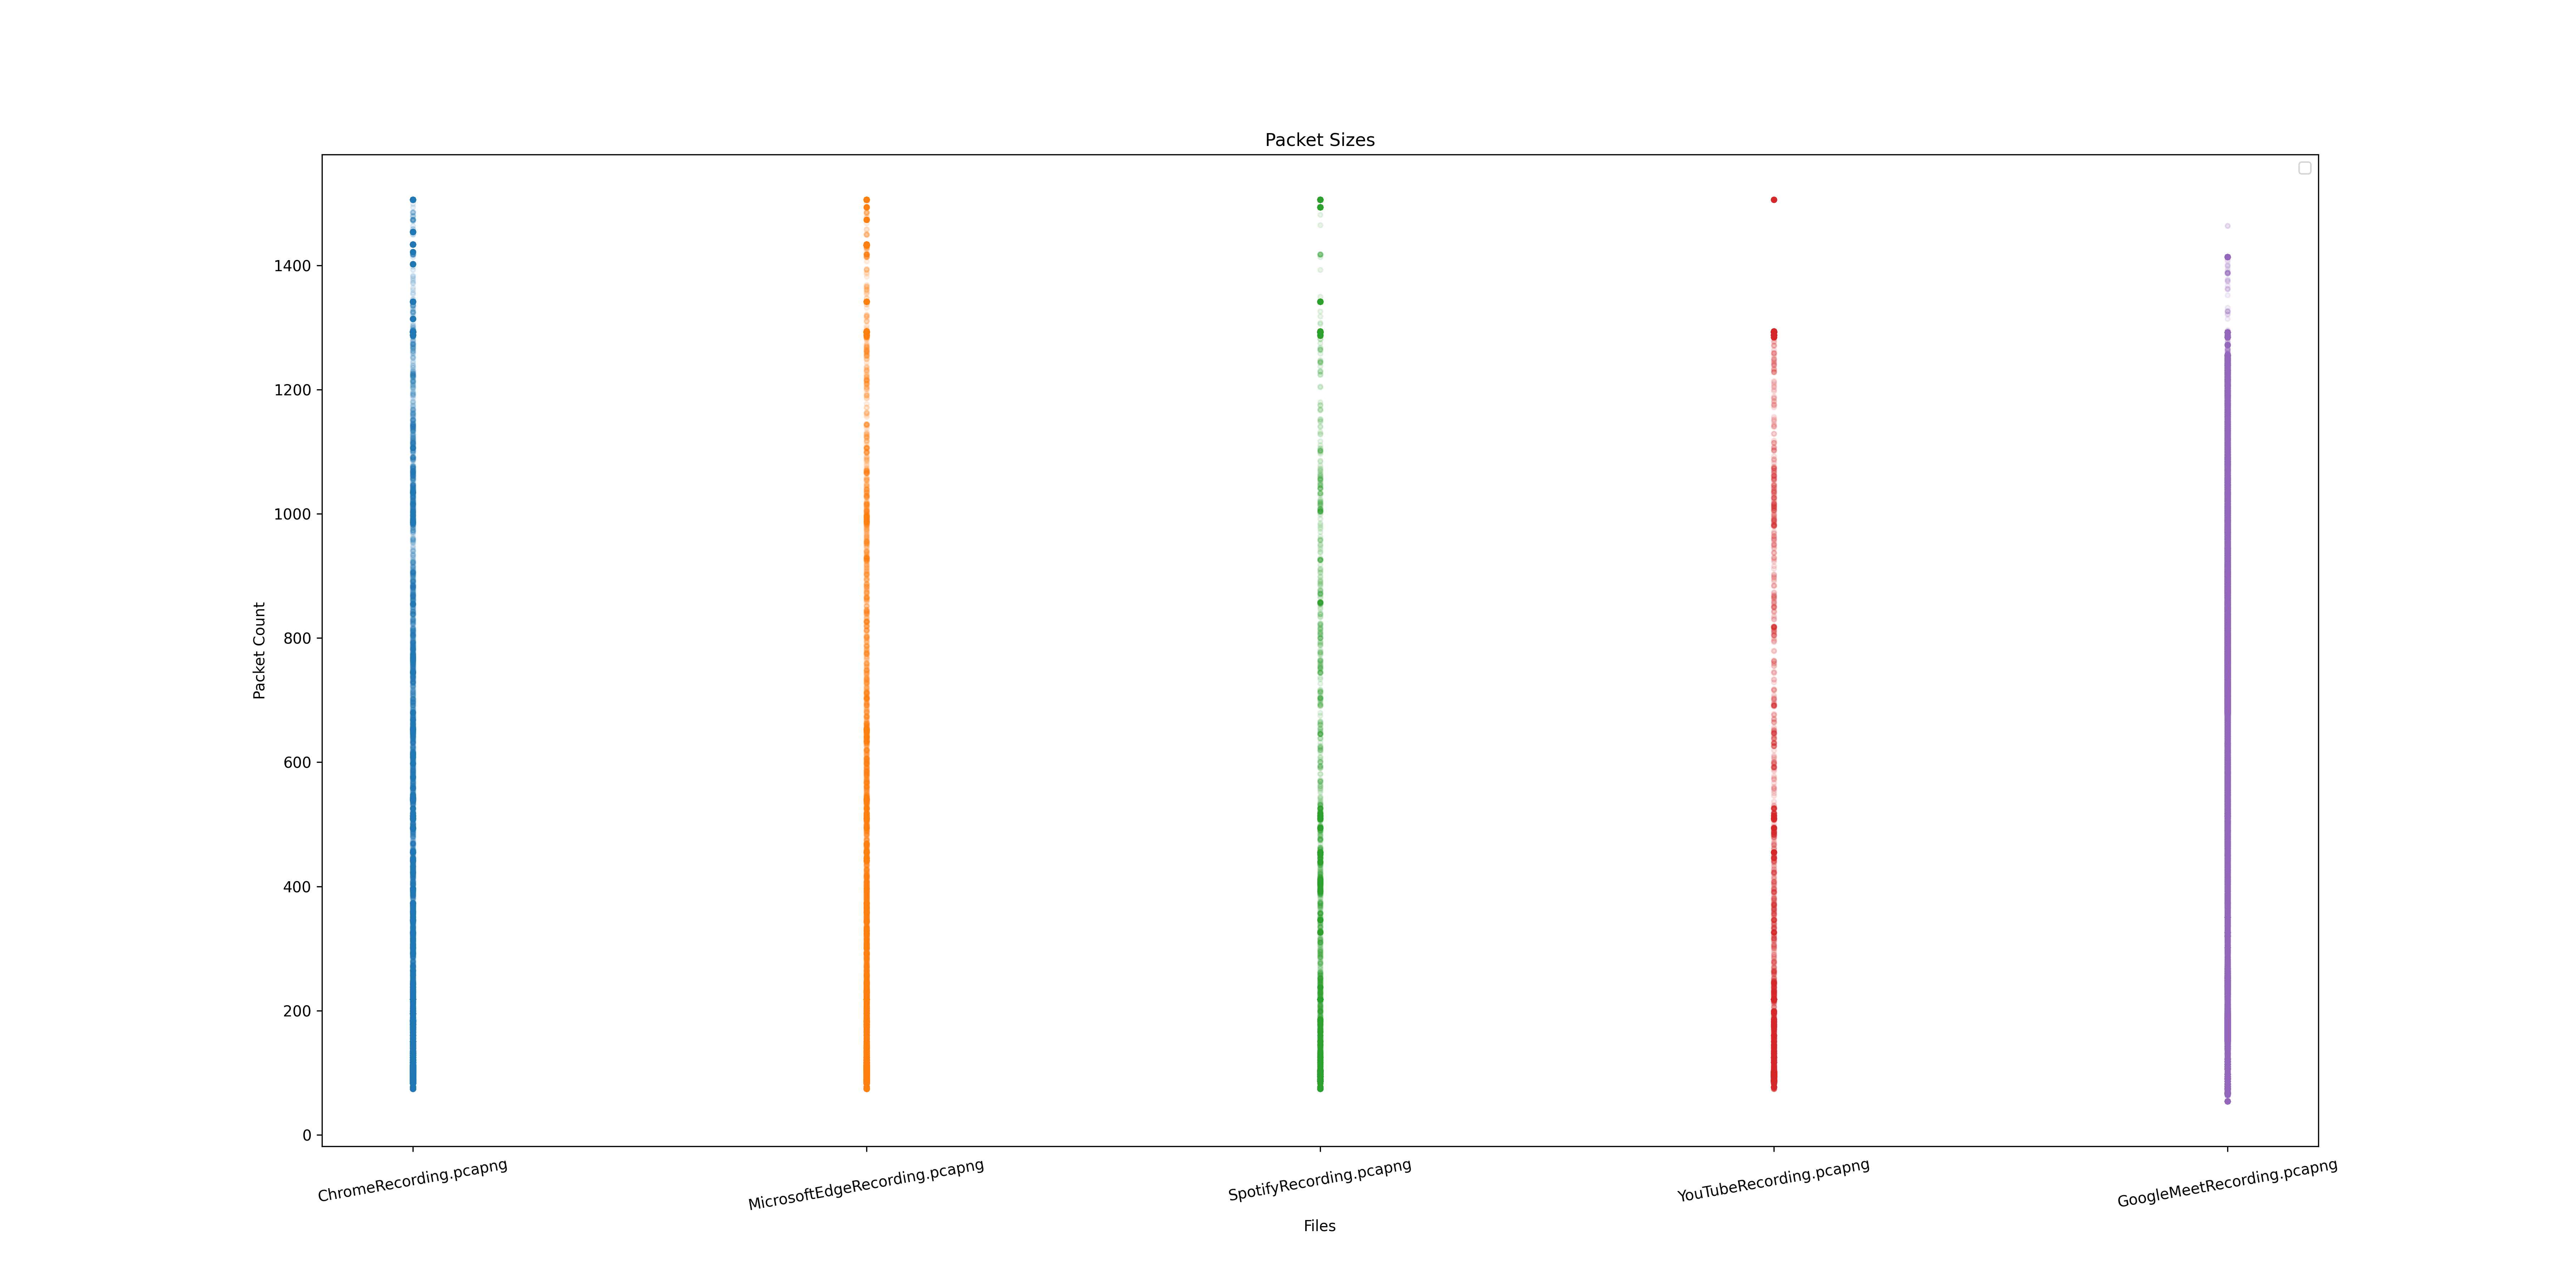 Packet Sizes
1400
1200
1000
800
600
400
200
0
Packet Count
ChromeRecording.pcapng
MicrosoftEdgeRecording.pcapng
SpotifyRecording.pcapng
YouTubeRecording.pcapng
GoogleMeetRecording.pcapng
Files